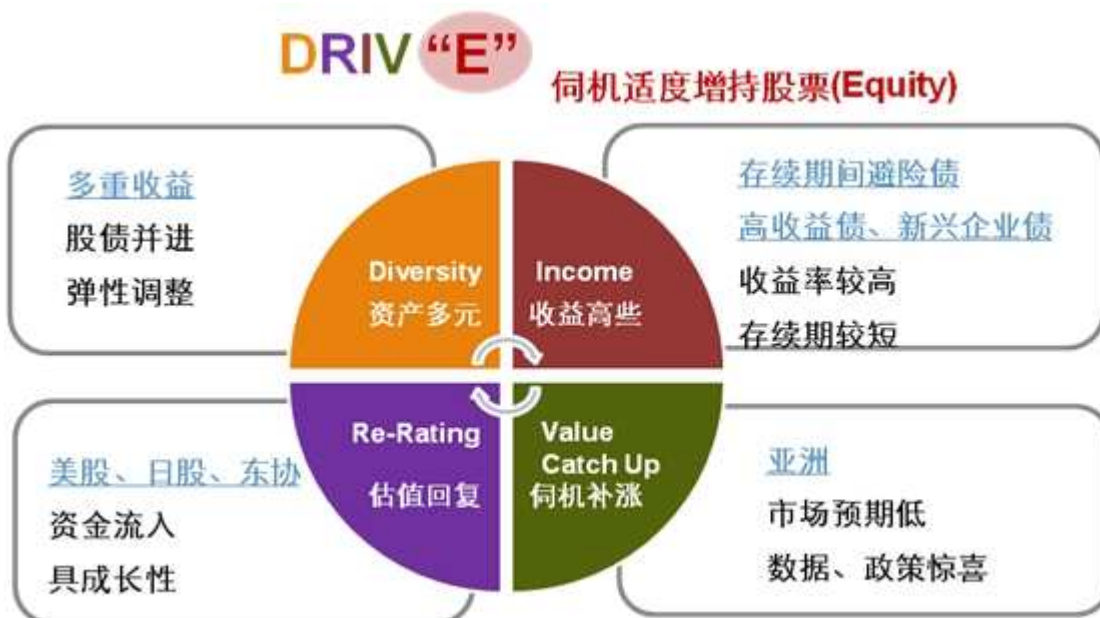 DRIV “E”
伺机适度增持股票(Equity)
多重收益
股债并进
弹性调整
Diversity
资产多元
Income
收益高些
存续期间避险债
高收益债、新兴企业债
收益率较高
存续期较短
美股、日股、东协
资金流入
具成长性
Re-Rating
估值回复
Value
Catch Up
伺机补涨
亚洲
市场预期低
数据、政策惊喜